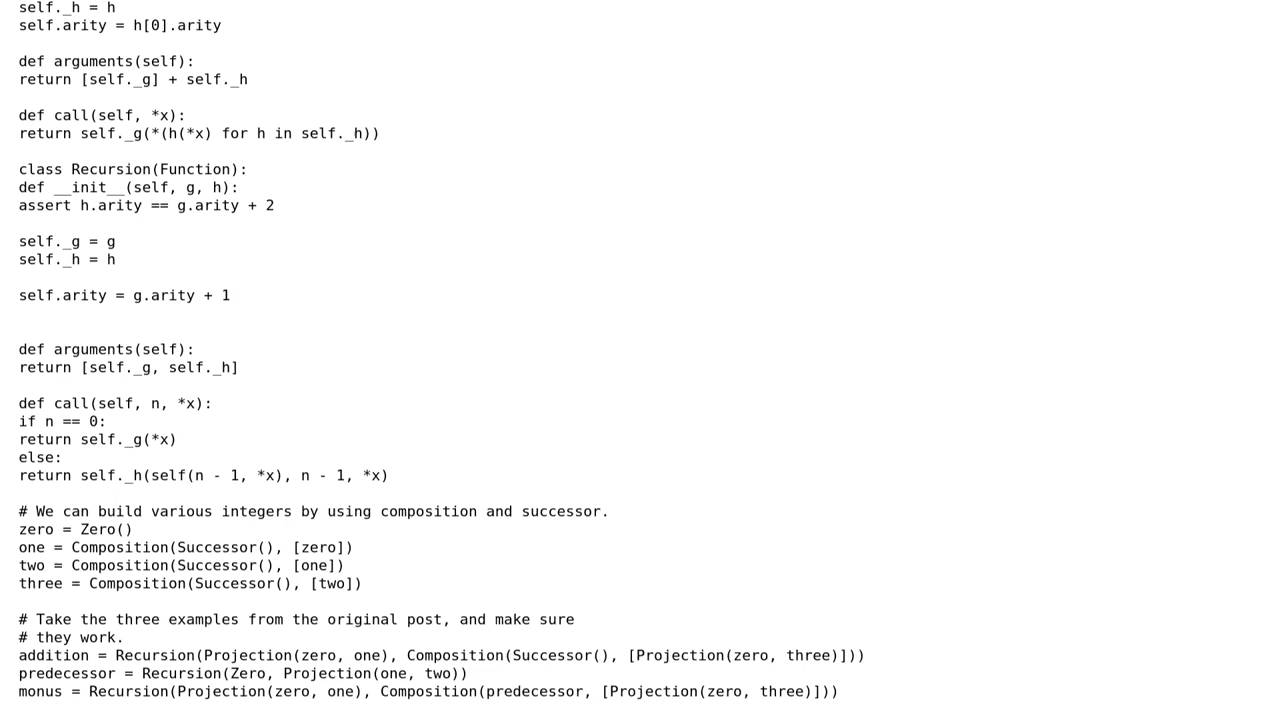 self._h = h
self.arity = h[0].arity
def arguments(self):
return [self._g] + self._h
def call(self, *x):
return self._g(*(h(*x) for h in self._h))
class Recursion(Function):
def __init__(self, g, h):
assert h.arity == g.arity + 2
self._g = g
self._h = h
self.arity = g.arity + 1
def arguments(self):
return [self._g, self._h]
def call(self, n, *x):
if n == 0:
return self._g(*x)
else:
return self._h(self(n - 1, *x), n - 1, *x)
# We can build various integers by using composition and successor.
zero = Zero()
one = Composition(Successor(), [zero])
two = Composition(Successor(), [one])
three = Composition(Successor(), [two])
# Take the three examples from the original post, and make sure
# they work.
addition = Recursion(Projection(zero, one), Composition(Successor(), [Projection(zero, three)]))
predecessor = Recursion(Zero, Projection(one, two))
monus = Recursion(Projection(zero, one), Composition(predecessor, [Projection(zero, three)]))